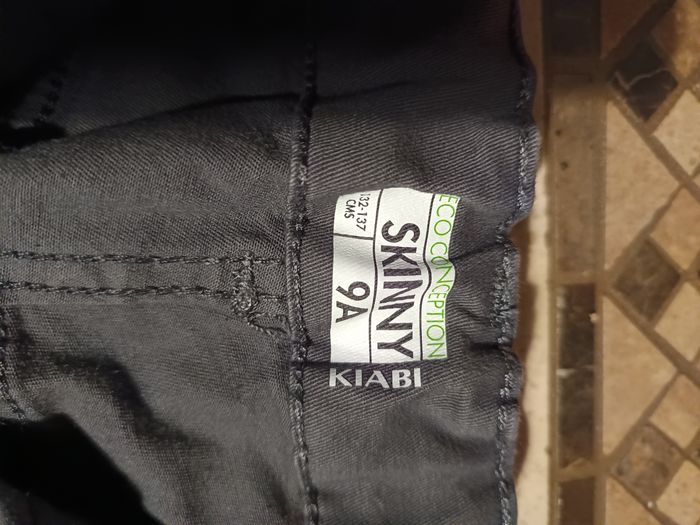 ECO CONCEPTION
SKINNY
132-137
CMS
9A
KIABI